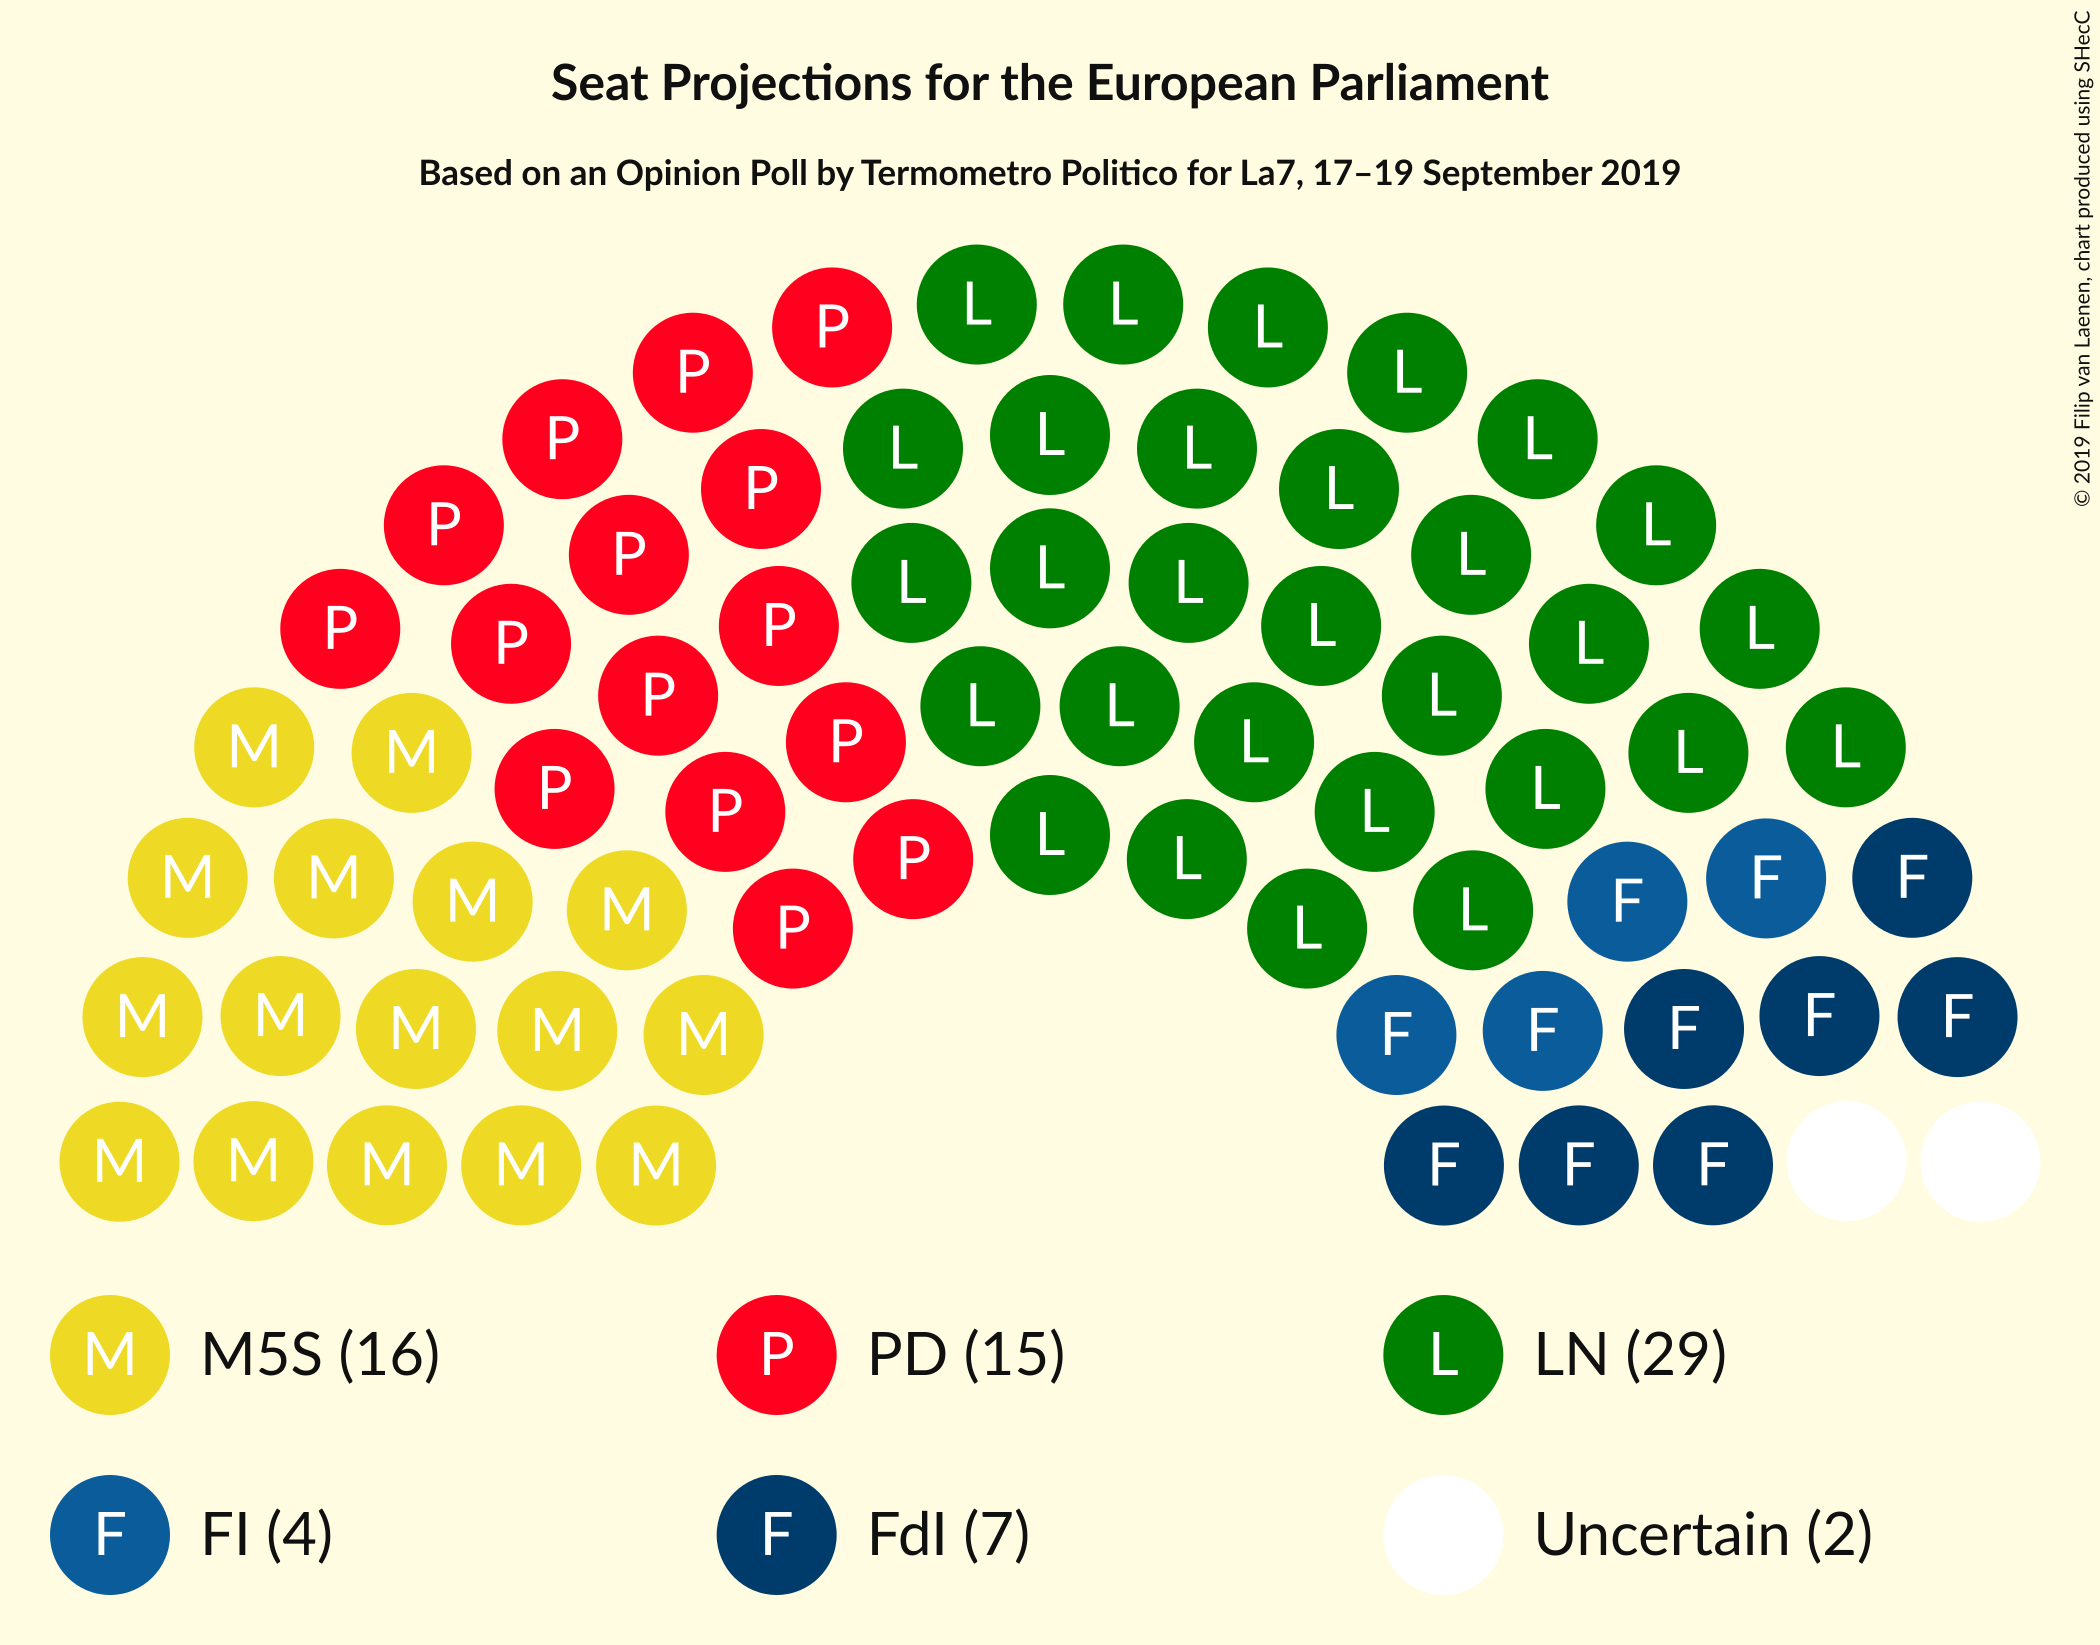 Seat Projections for the European Parliament
Based on an Opinion Poll by Termometro Politico for La7, 17–19 September 2019
© 2019 Filip van Laenen, chart produced using SHecC
L L
P L
P L
L
P L L L
P L
P L
P L
L L L
P L
P L
P L
P L
P L
L L
P L
M M P L L L
P L
P L
L
P L
M M M M L F F F
P L
M M M M M F F F F F
M M M M M F F F
M M5S (16) P PD (15) L LN (29)
F FI (4) F FdI (7) Uncertain (2)